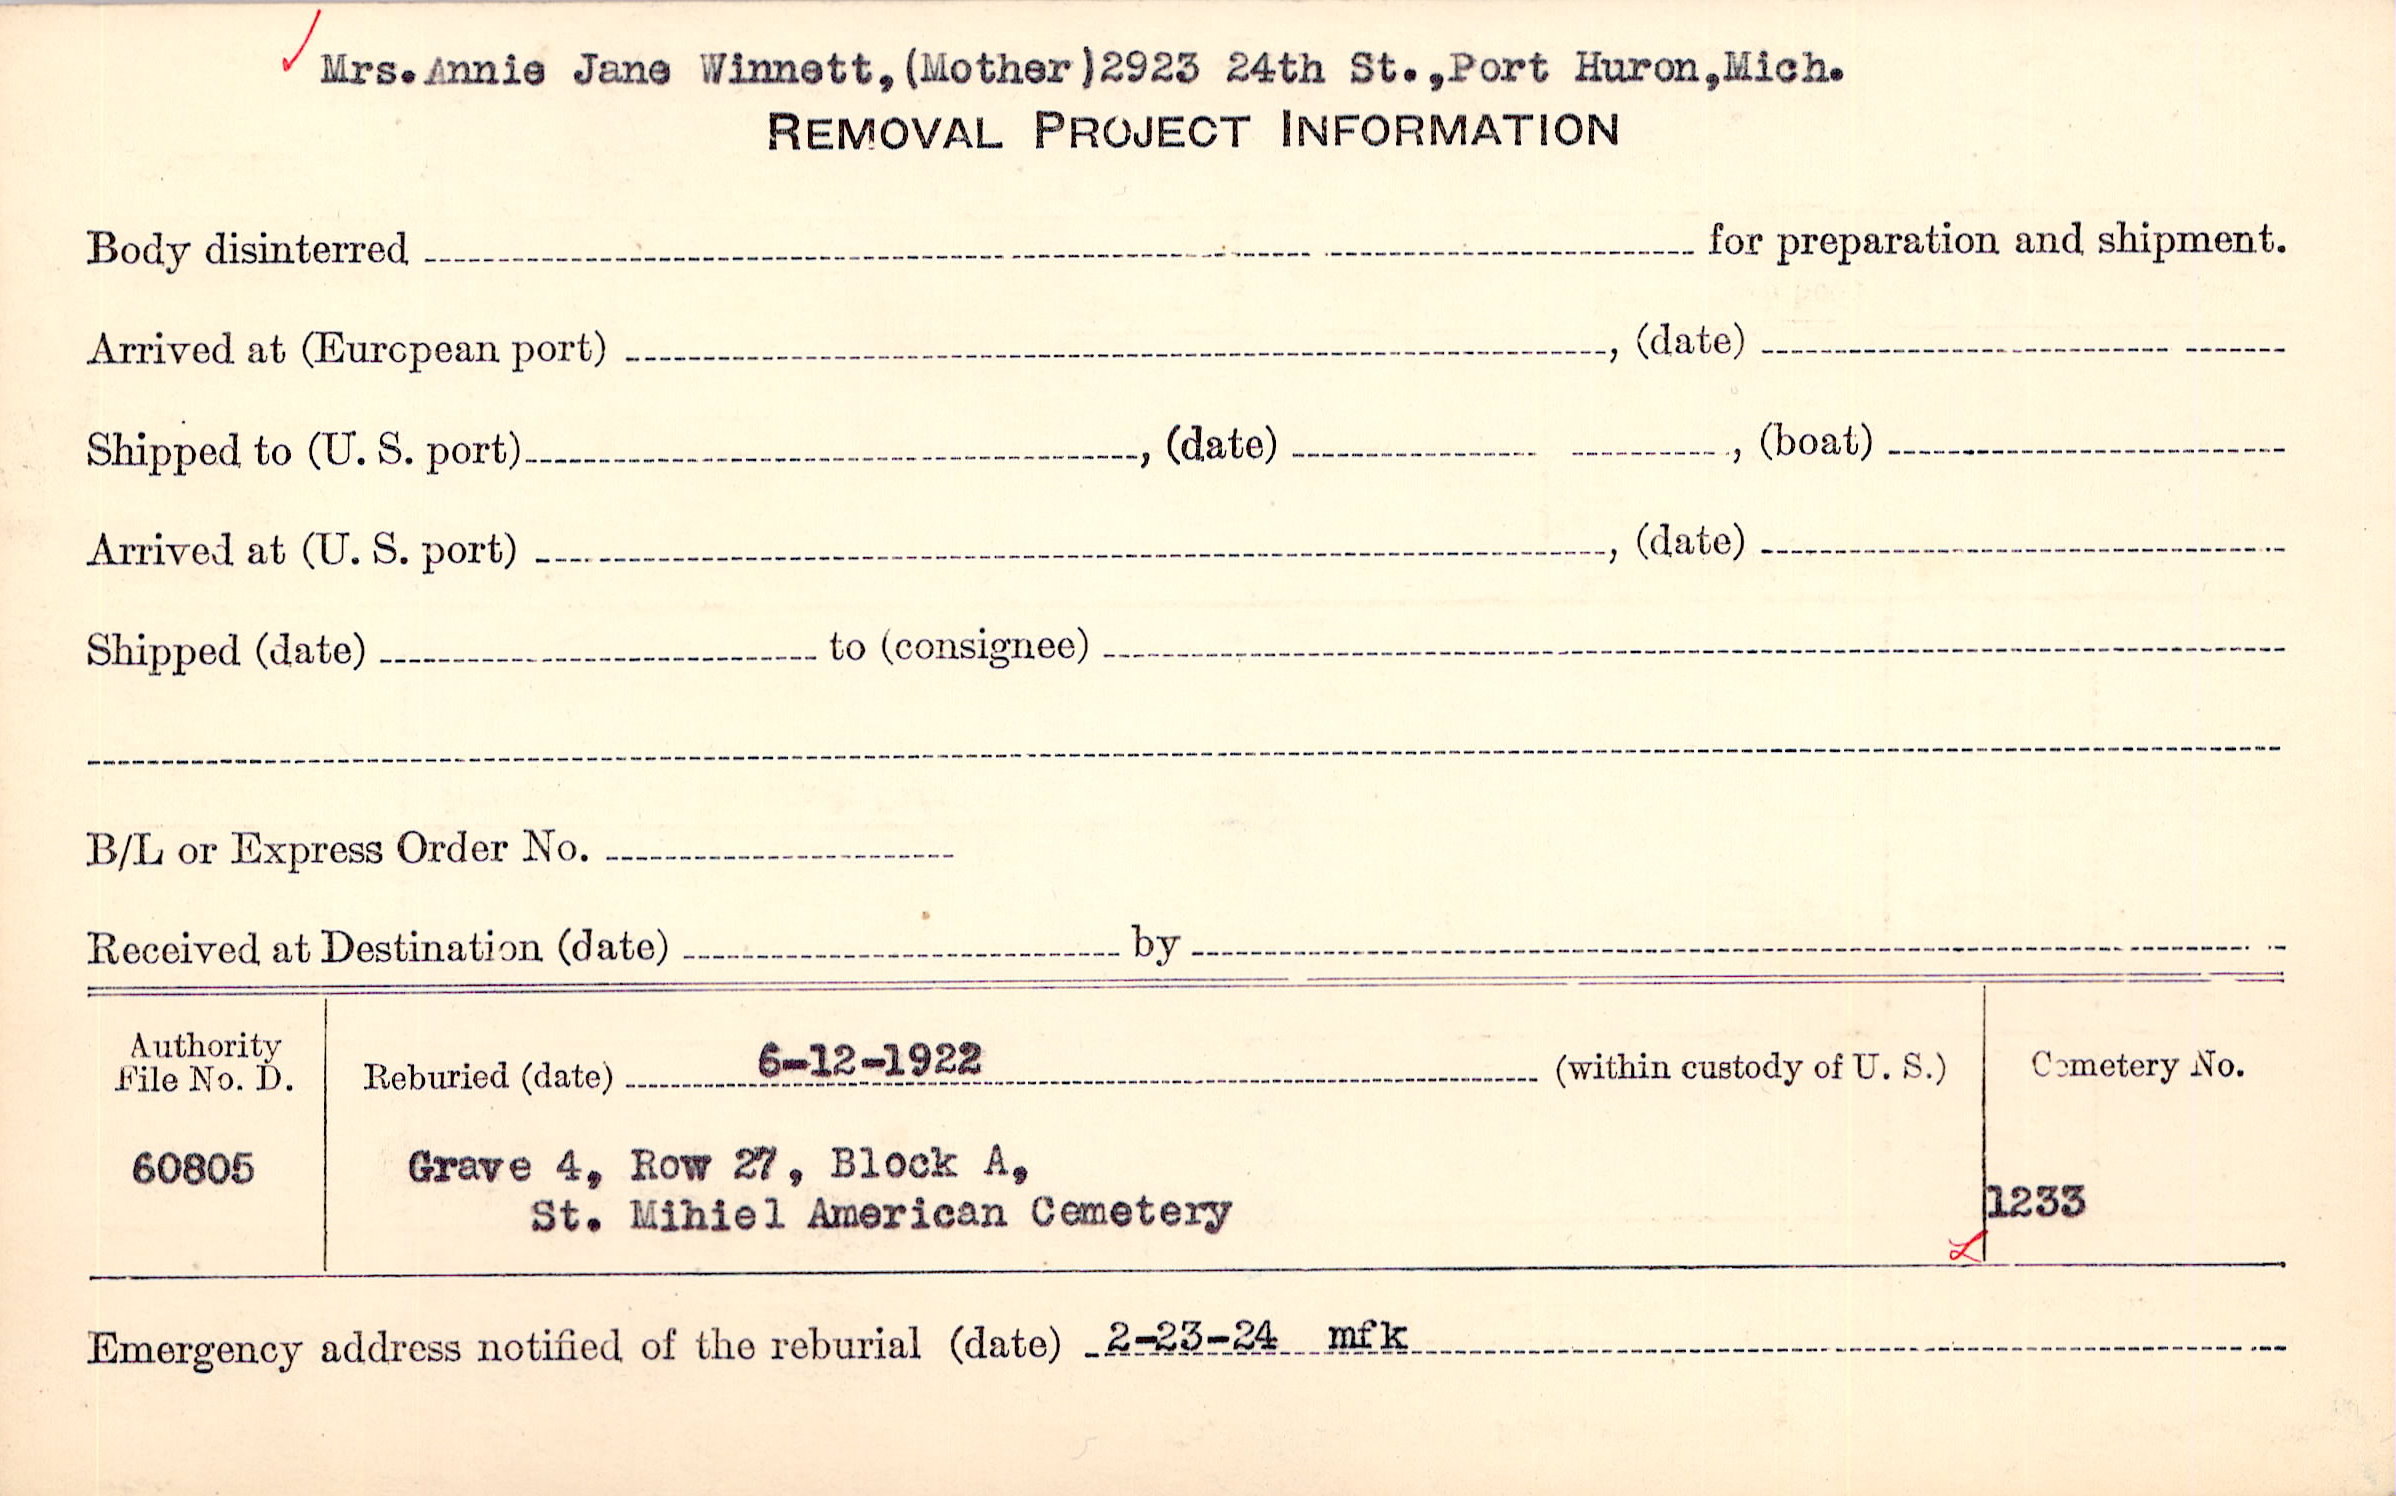 Mrs.Annie Jane Winnett,(Mother)2923 24th St.,Port Huron,Mich.
REMOVAL PROJECT INFORMATION
Body disinterred for preparation and shipment.
Arrived at (European port) , (date)
Shipped to (U. S. port) , (date) , (boat)
Arrived at (U. S. port) , (date)
Shipped (date) to (consignee)
B/L or Express Order No.
Received at Destination (date) by
Authority
File No. D.
60805
Reburied (date) 6-12-1922 (within custody of U. S.)
Grave 4, Row 27, Block A,
St. Mihiel American Cemetery
Cemetery No.
1233
Emergency address notified of the reburial (date) 2-23-24 mfk